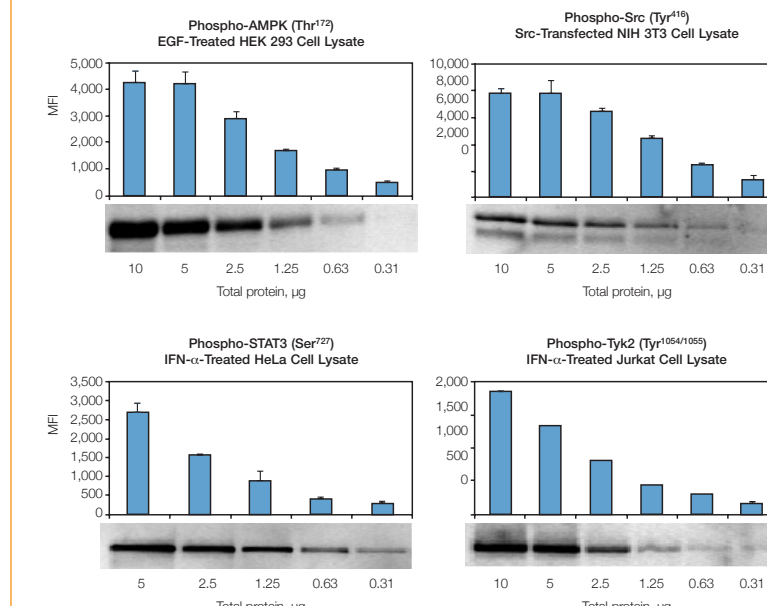 Phospho-AMPK (Thr172)
EGF-Treated HEK 293 Cell Lysate
MFI
5,000
4,000
3,000
2,000
1,000
0
10 5 2.5 1.25 0.63 0.31
Total protein, µg
Phospho-Src (Tyr416)
Src-Transfected NIH 3T3 Cell Lysate
10,000
8,000
6,000
4,000
2,000
0
10 5 2.5 1.25 0.63 0.31
Total protein, µg
Phospho-STAT3 (Ser727)
IFN-α-Treated HeLa Cell Lysate
MFI
3,500
3,000
2,500
2,000
1,500
1,000
500
0
5 2.5 1.25 0.63 0.31
Total protein, µg
Phospho-Tyk2 (Tyr1054/1055)
IFN-α-Treated Jurkat Cell Lysate
2,000
1,500
1,000
500
0
10 5 2.5 1.25 0.63 0.31
Total protein, µg